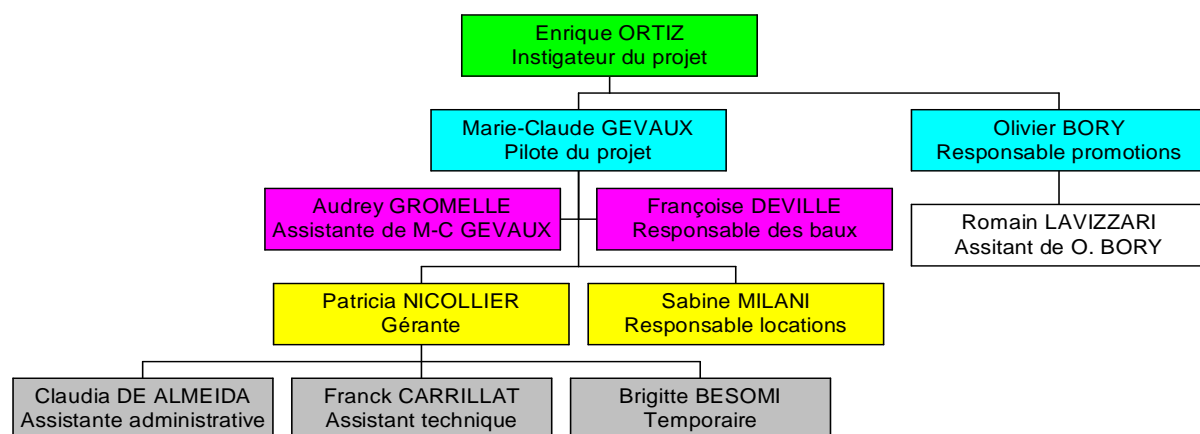 Enrique ORTIZ
Instigateur du projet
Marie-Claude GEVAUX
Pilote du projet
Olivier BORY
Responsable promotions
Audrey GROMELLE
Assistante de M-C GEVAUX
Françoise DEVILLE
Responsable des baux
Romain LAVIZZARI
Assitant de O. BORY
Patricia NICOLLIER
Gérante
Sabine MILANI
Responsable locations
Claudia DE ALMEIDA
Assistante administrative
Franck CARRILLAT
Assistant technique
Brigitte BESOMI
Temporaire